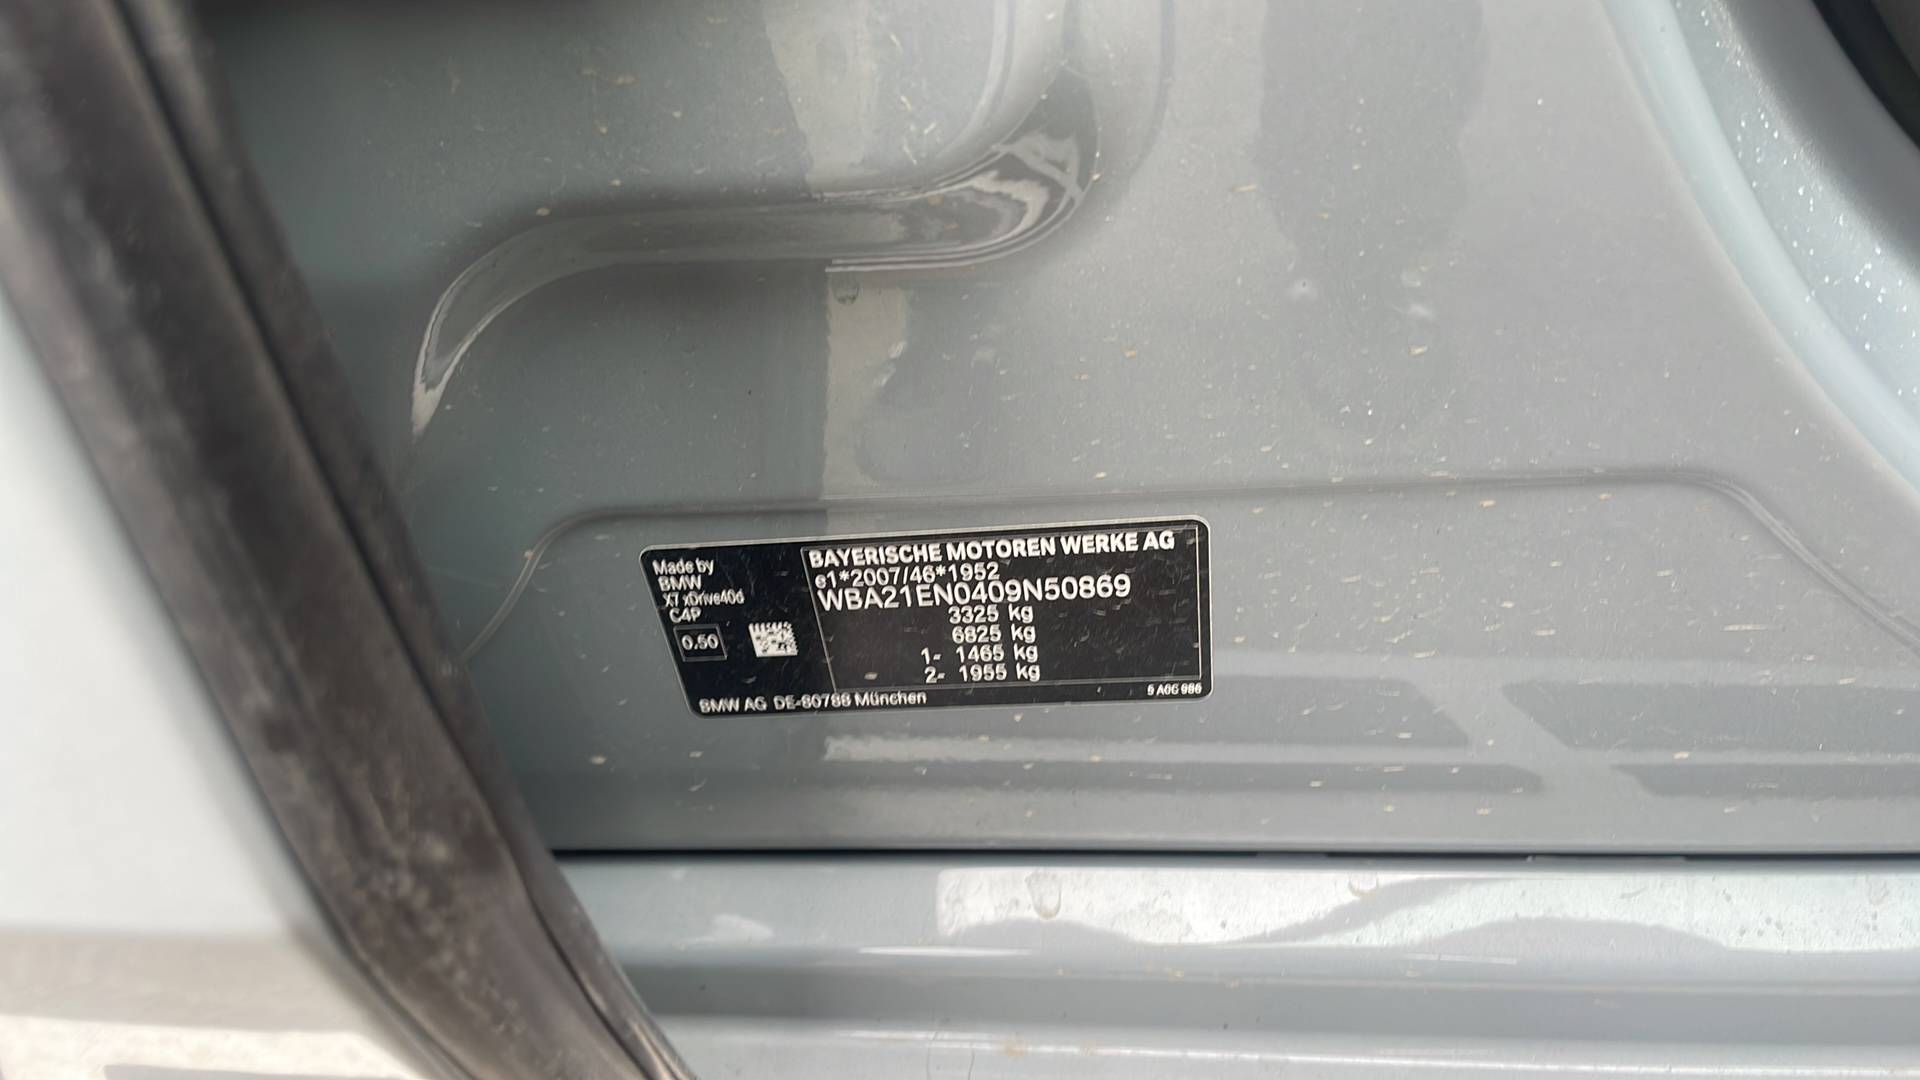 BAYERISCHE MOTOREN WERKE AG
e1*2007/46*1952
WBA21EN0409N50869
3325 kg
6825 kg
1- 1465 kg
2- 1955 kg
Made by
BMW
X7 xDrive40d
C4P
0.50
BMW AG DE-80788 München